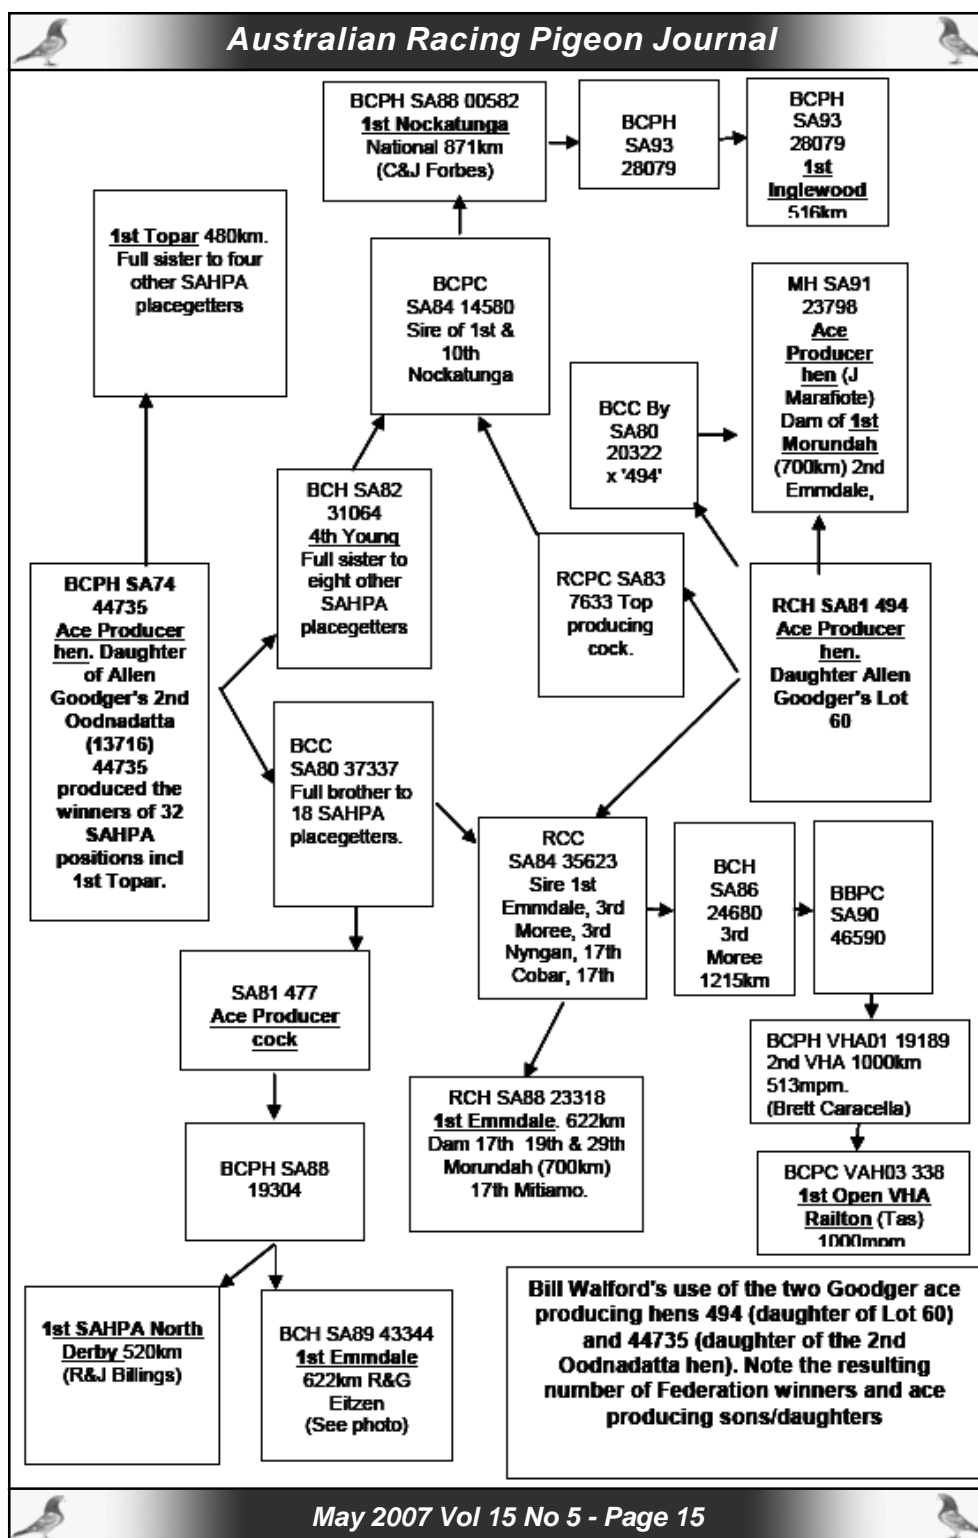 Australian Racing Pigeon Journal
BCPH SA88 00582
1st Nockatunga
National 871km
(C&J Forbes)
BCPH
SA93
28079
BCPH
SA93
28079
1st
Inglewood
516km
1st Topar 480km.
Full sister to four
other SAHPA
placegetters
BCPC
SA84 14580
Sire of 1st &
10th
Nockatunga
MH SA91
23798
Ace
Producer
hen (J
Marafiote)
Dam of 1st
Morundah
(700km) 2nd
Emmdale,
BCC By
SA80
20322
x '494'
BCH SA82
31064
4th Young
Full sister to
eight other
SAHPA
placegetters
RCPC SA83
7633 Top
producing
cock.
BCPH SA74
44735
Ace Producer
hen. Daughter
of Allen
Goodger's 2nd
Oodnadatta
(13716)
44735
produced the
winners of 32
SAHPA
positions incl
1st Topar.
RCH SA81 494
Ace Producer
hen.
Daughter Allen
Goodger's Lot
60
BCC
SA80 37337
Full brother to
18 SAHPA
placegetters.
RCC
SA84 35623
Sire 1st
Emmdale, 3rd
Moree, 3rd
Nyngan, 17th
Cobar, 17th
BCH
SA86
24680
3rd
Moree
1215km
BBPC
SA90
46590
SA81 477
Ace Producer
cock
BCPH VHA01 19189
2nd VHA 1000km
513mpm.
(Brett Caracella)
RCH SA88 23318
1st Emmdale. 622km
Dam 17th 19th & 29th
Morundah (700km)
17th Mitiamo.
BCPH SA88
19304
BCPC VAH03 338
1st Open VHA
Railton (Tas)
1000mpm
1st SAHPA North
Derby 520km
(R&J Billings)
BCH SA89 43344
1st Emmdale
622km R&G
Eitzen
(See photo)
Bill Walford's use of the two Goodger ace
producing hens 494 (daughter of Lot 60)
and 44735 (daughter of the 2nd
Oodnadatta hen). Note the resulting
number of Federation winners and ace
producing sons/daughters
May 2007 Vol 15 No 5 - Page 15